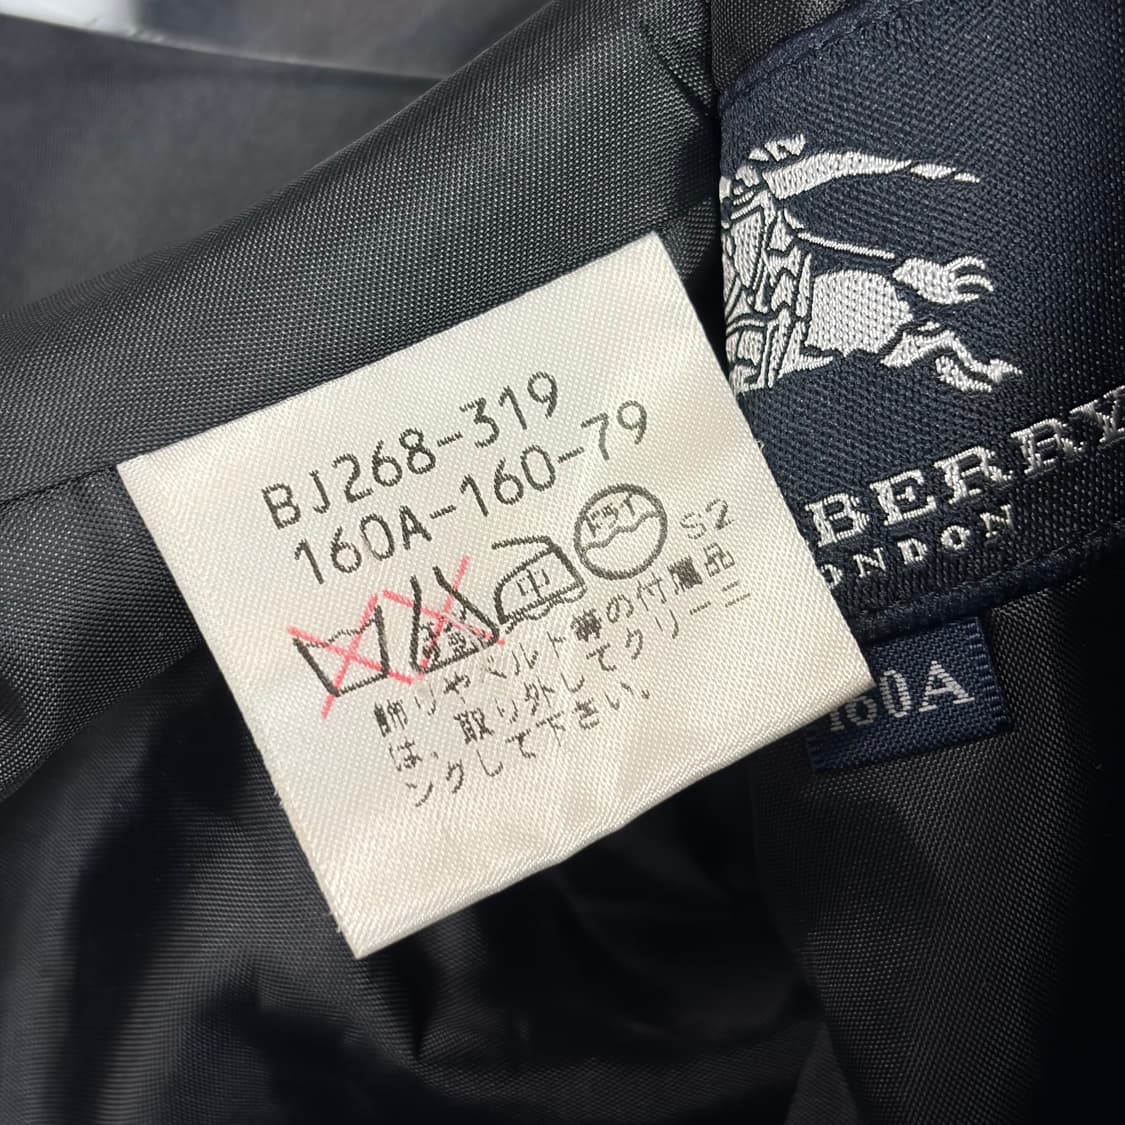 BJ268-319
160A-160-79
中 ドライ S2
飾りやベルト等の付属品
は、取り外してクリーニ
ングして下さい。
BERRY
ONDON
160A